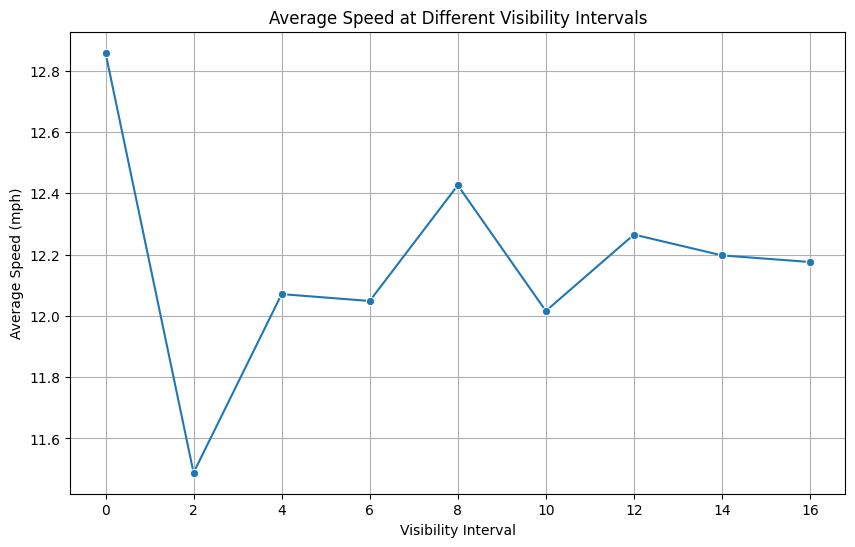 Average Speed at Different Visibility Intervals
Average Speed (mph)
12.8
12.6
12.4
12.2
12.0
11.8
11.6
0 2 4 6 8 10 12 14 16
Visibility Interval